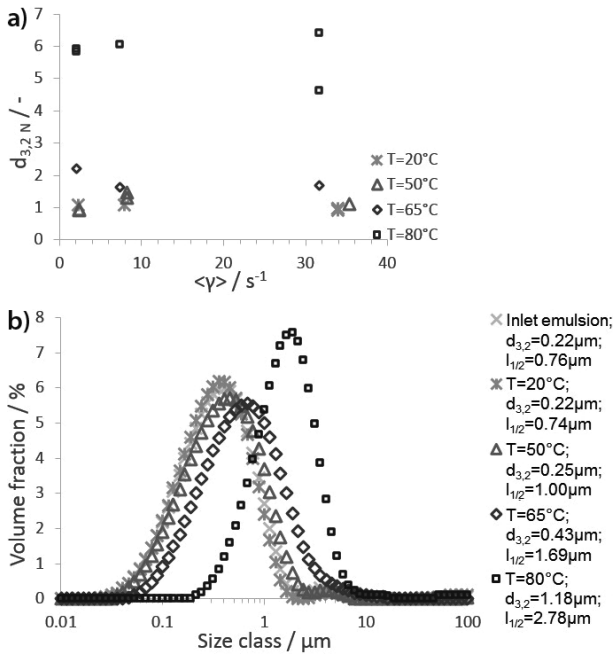 a)
7
6
5
4
3
2
1
0
d3,2 N / -
0
10
20
30
40
<γ> / s-1
T=20°C
T=50°C
T=65°C
T=80°C
b)
8
7
6
5
4
3
2
1
0
Volume fraction / %
0.01
0.1
1
10
100
Size class / µm
Inlet emulsion;
d3,2=0.22µm;
l1/2=0.76µm
T=20°C;
d3,2=0.22µm;
l1/2=0.74µm
T=50°C;
d3,2=0.25µm;
l1/2=1.00µm
T=65°C;
d3,2=0.43µm;
l1/2=1.69µm
T=80°C;
d3,2=1.18µm;
l1/2=2.78µm